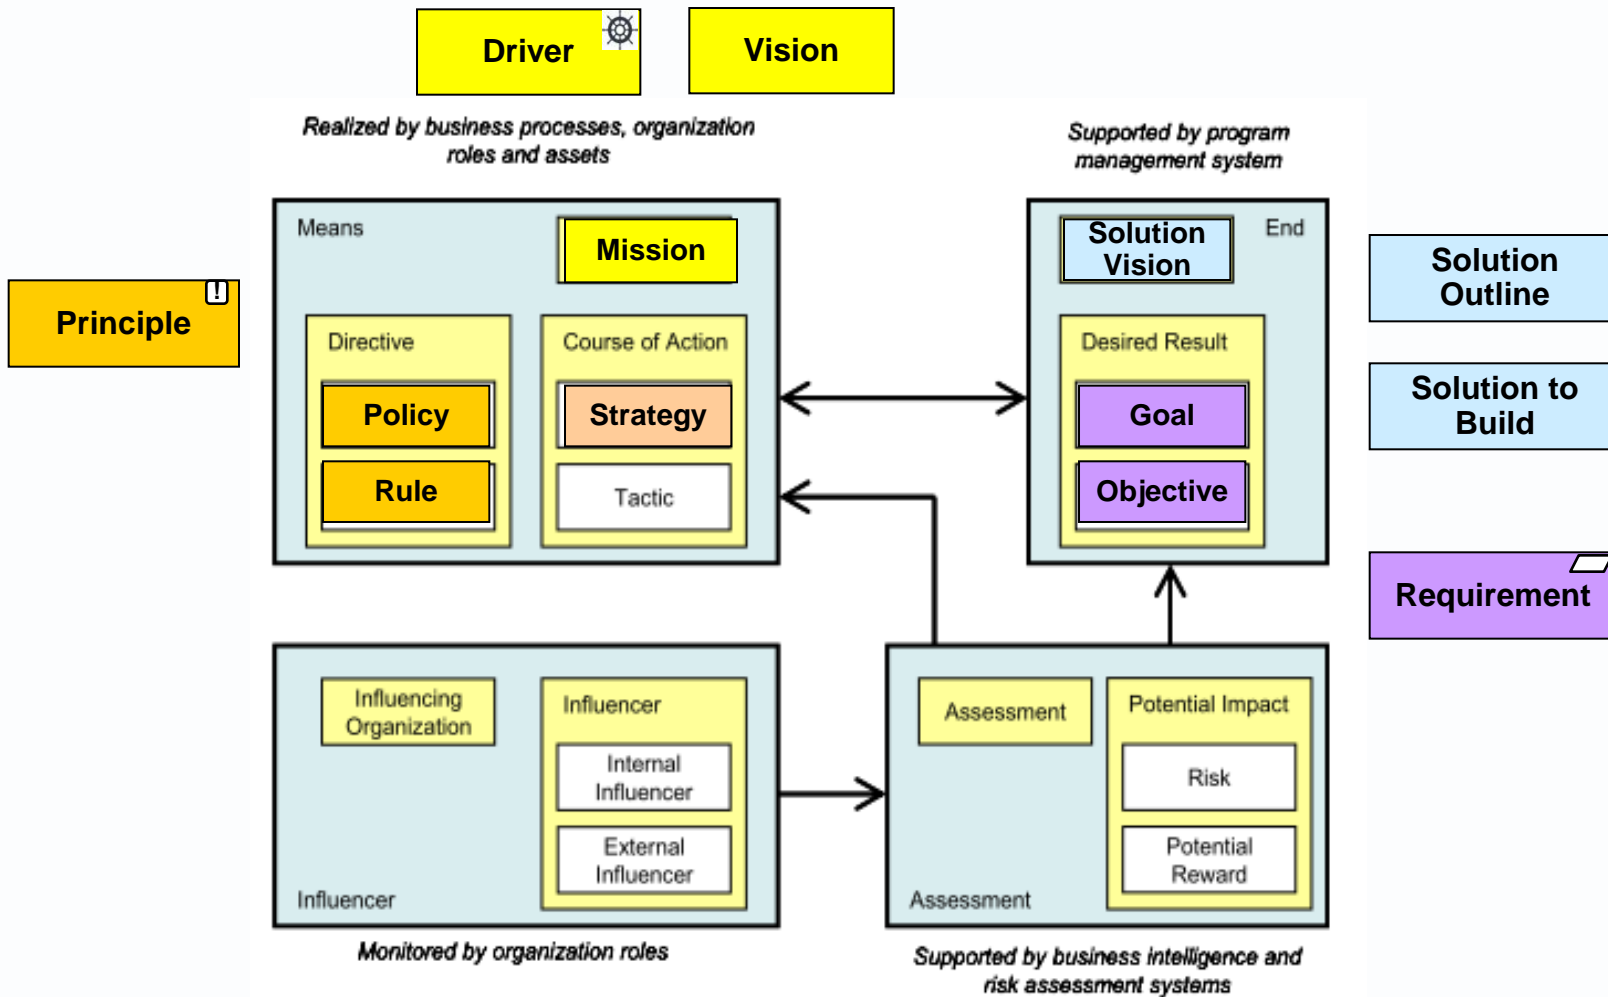 Driver
Vision
Realized by business processes, organization
roles and assets
Supported by program
management system
Means
Mission
Solution
Vision
End
Solution
Outline
Principle
!
Directive
Course of Action
Desired Result
Policy
Strategy
Goal
Solution to
Build
Rule
Tactic
Objective
Requirement
Influencing
Organization
Influencer
Internal
Influencer
External
Influencer
Influencer
Assessment
Potential Impact
Risk
Potential
Reward
Assessment
Monitored by organization roles
Supported by business intelligence and
risk assessment systems